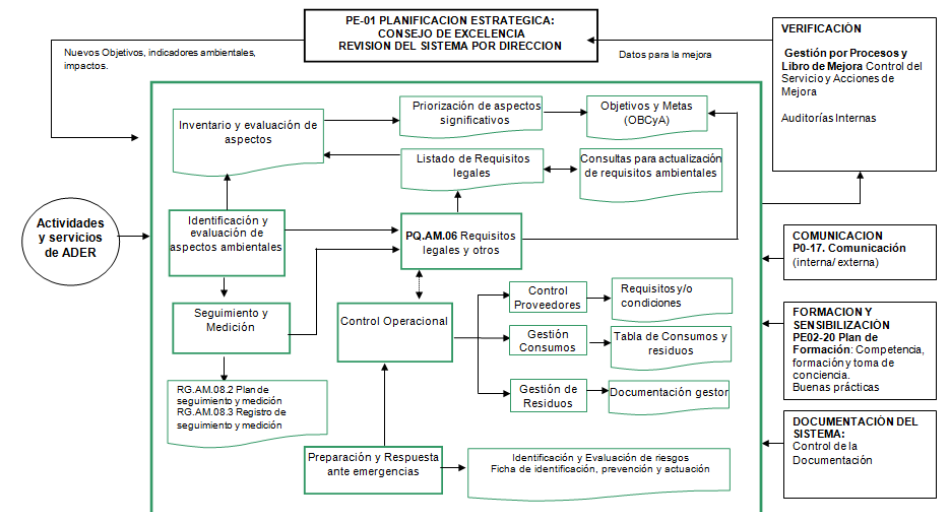 PE-01 PLANIFICACION ESTRATEGICA:
CONSEJO DE EXCELENCIA
REVISION DEL SISTEMA POR DIRECCION
Nuevos Objetivos, indicadores ambientales,
impactos.
Datos para la mejora
VERIFICACIÓN
Gestión por Procesos y
Libro de Mejora Control del
Servicio y Acciones de
Mejora
Auditorías Internas
Inventario y evaluación de
aspectos
Priorización de aspectos
significativos
Objetivos y Metas
(OBCyA)
Listado de Requisitos
legales
Consultas para actualización
de requisitos ambientales
Actividades
y servicios
de ADER
Identificación y
evaluación de
aspectos ambientales
PQ.AM.06 Requisitos
legales y otros
COMUNICACION
P0-17. Comunicación
(interna/ externa)
Seguimiento y
Medición
Control Operacional
Control
Proveedores
Requisitos y/o
condiciones
Gestión
Consumos
Tabla de Consumos y
residuos
Gestión de
Residuos
Documentación gestor
FORMACION Y
SENSIBILIZACIÓN
PE02-20 Plan de
Formación: Competencia,
formación y toma de
conciencia.
Buenas prácticas
RG.AM.08.2 Plan de
seguimiento y medición
RG.AM.08.3 Registro de
seguimiento y medición
DOCUMENTACIÓN DEL
SISTEMA:
Control de la
Documentación
Preparación y Respuesta
ante emergencias
Identificación y Evaluación de riesgos
Ficha de identificación, prevención y actuación